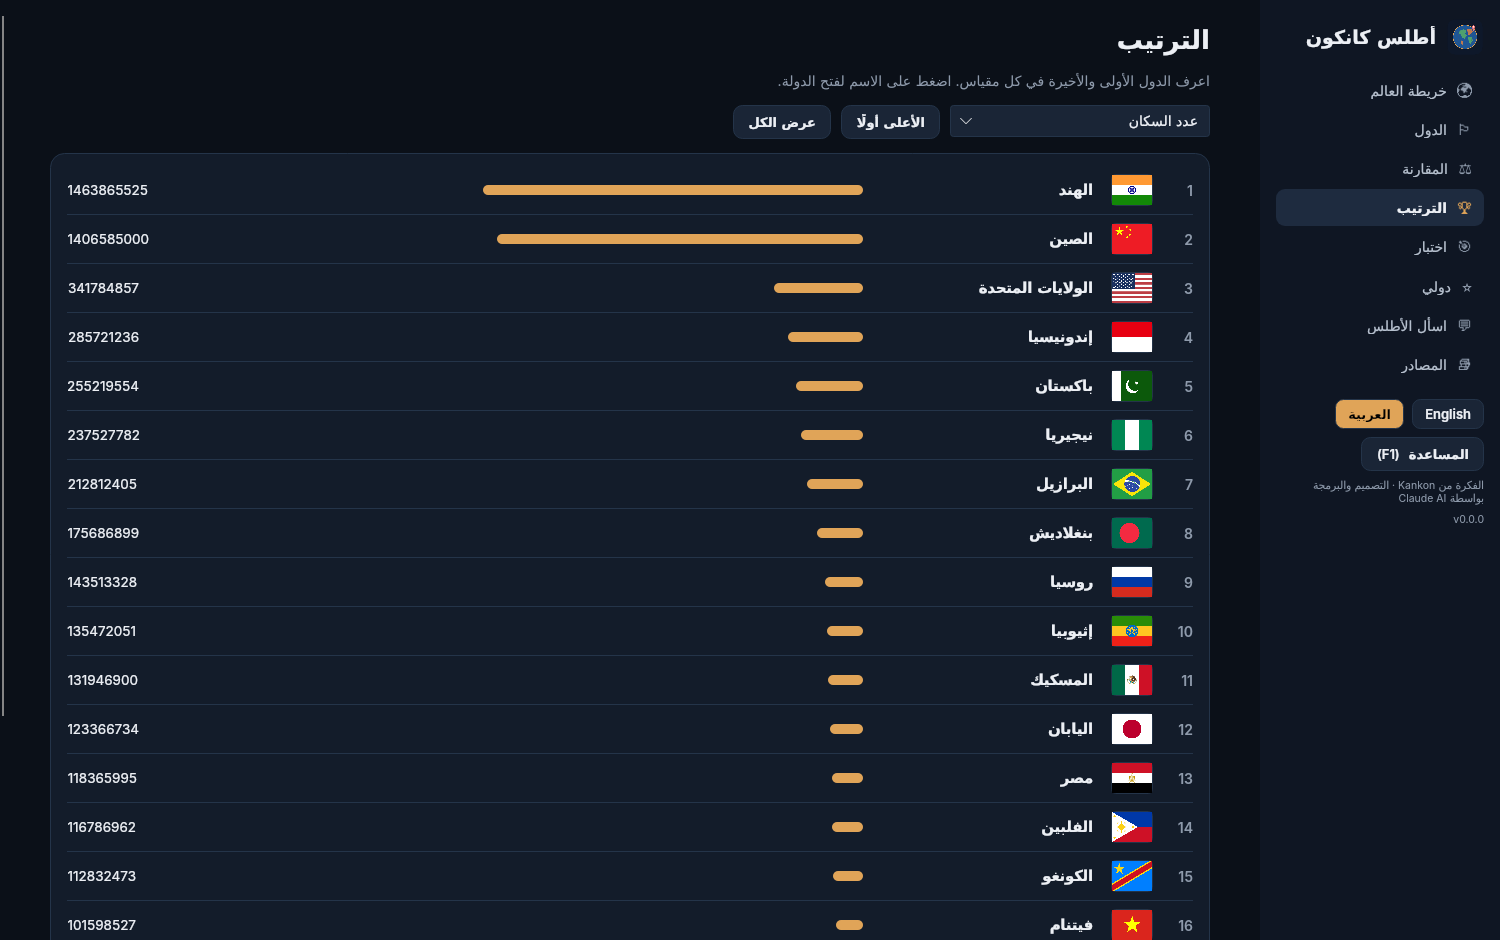 أطلس كانكون
خريطة العالم
الدول
المقارنة
الترتيب
اختبار
دولي
اسأل الأطلس
المصادر
English العربية
المساعدة (F1)
الفكرة من Kankon · التصميم والبرمجة
بواسطة Claude AI
v0.0.0
الترتيب
اعرف الدول الأولى والأخيرة في كل مقياس. اضغط على الاسم لفتح الدولة.
عدد السكان الأعلى أولًا عرض الكل
1 الهند 1463865525
2 الصين 1406585000
3 الولايات المتحدة 341784857
4 إندونيسيا 285721236
5 باكستان 255219554
6 نيجيريا 237527782
7 البرازيل 212812405
8 بنغلاديش 175686899
9 روسيا 143513328
10 إثيوبيا 135472051
11 المسكيك 131946900
12 اليابان 123366734
13 مصر 118365995
14 الفلبين 116786962
15 الكونغو 112832473
16 فيتنام 101598527